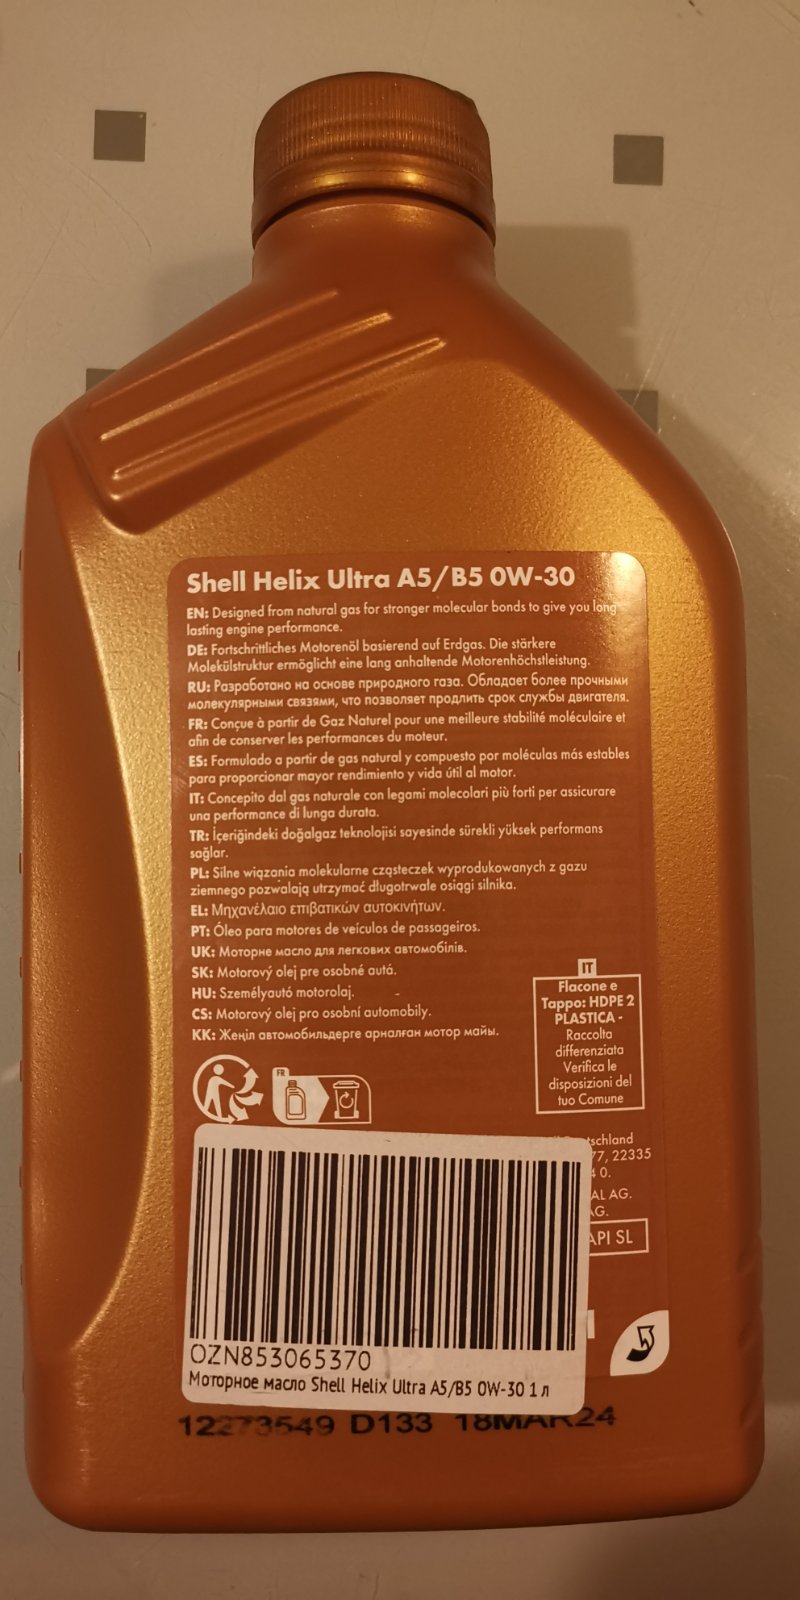 Shell Helix Ultra A5/B5 0W-30
EN: Designed from natural gas for stronger molecular bonds to give you long
lasting engine performance.
DE: Fortschrittliches Motorenöl basierend auf Erdgas. Die stärkere
Molekülstruktur ermöglicht eine lang anhaltende Motorenhöchstleistung.
RU: Разработано на основе природного газа. Обладает более прочными
молекулярными связями, что позволяет продлить срок службы двигателя.
FR: Conçue à partir de Gaz Naturel pour une meilleure stabilité moléculaire et
afin de conserver les performances du moteur.
ES: Formulado a partir de gas natural y compuesto por moléculas más estables
para proporcionar mayor rendimiento y vida útil al motor.
IT: Concepito dal gas naturale con legami molecolari più forti per assicurare
una performance di lunga durata.
TR: İçeriğindeki doğalgaz teknolojisi sayesinde sürekli yüksek performans
sağlar.
PL: Silne wiązania molekularne cząsteczek wyprodukowanych z gazu
ziemnego pozwalają utrzymać długotrwałe osiągi silnika.
EL: Μηχανέλαιο επιβατικών αυτοκινήτων.
PT: Óleo para motores de veículos de passageiros.
UK: Моторне масло для легкових автомобілів.
SK: Motorový olej pre osobné autá.
HU: Személyautó motorolaj.
CS: Motorový olej pro osobní automobily.
KK: Жеңіл автомобильдерге арналған мотор майы.
IT
Flacone e
Tappo: HDPE 2
PLASTICA -
Raccolta
differenziata
Verifica le
disposizioni del
tuo Comune
FR
77, 22335
0.
AG.
API SL
OZN853065370
Моторное масло Shell Helix Ultra A5/B5 0W-30 1 л
12273549 D133 18MAR24